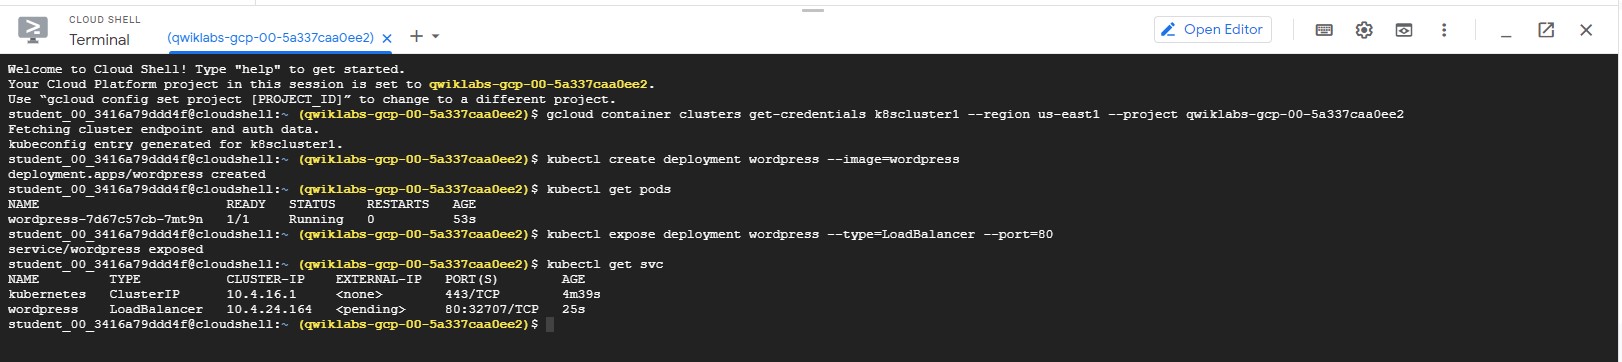 CLOUD SHELL
Terminal
(qwiklabs-gcp-00-5a337caa0ee2)
Open Editor
Welcome to Cloud Shell! Type "help" to get started.
Your Cloud Platform project in this session is set to qwiklabs-gcp-00-5a337caa0ee2.
Use “gcloud config set project [PROJECT_ID]” to change to a different project.
student_00_3416a79ddd4f@cloudshell:~ (qwiklabs-gcp-00-5a337caa0ee2)$ gcloud container clusters get-credentials k8scluster1 --region us-east1 --project qwiklabs-gcp-00-5a337caa0ee2
Fetching cluster endpoint and auth data.
kubeconfig entry generated for k8scluster1.
student_00_3416a79ddd4f@cloudshell:~ (qwiklabs-gcp-00-5a337caa0ee2)$ kubectl create deployment wordpress --image=wordpress
deployment.apps/wordpress created
student_00_3416a79ddd4f@cloudshell:~ (qwiklabs-gcp-00-5a337caa0ee2)$ kubectl get pods
NAME READY STATUS RESTARTS AGE
wordpress-7d67c57cb-7mt9n 1/1 Running 0 53s
student_00_3416a79ddd4f@cloudshell:~ (qwiklabs-gcp-00-5a337caa0ee2)$ kubectl expose deployment wordpress --type=LoadBalancer --port=80
service/wordpress exposed
student_00_3416a79ddd4f@cloudshell:~ (qwiklabs-gcp-00-5a337caa0ee2)$ kubectl get svc
NAME TYPE CLUSTER-IP EXTERNAL-IP PORT(S) AGE
kubernetes ClusterIP 10.4.16.1 <none> 443/TCP 4m39s
wordpress LoadBalancer 10.4.24.164 <pending> 80:32707/TCP 25s
student_00_3416a79ddd4f@cloudshell:~ (qwiklabs-gcp-00-5a337caa0ee2)$